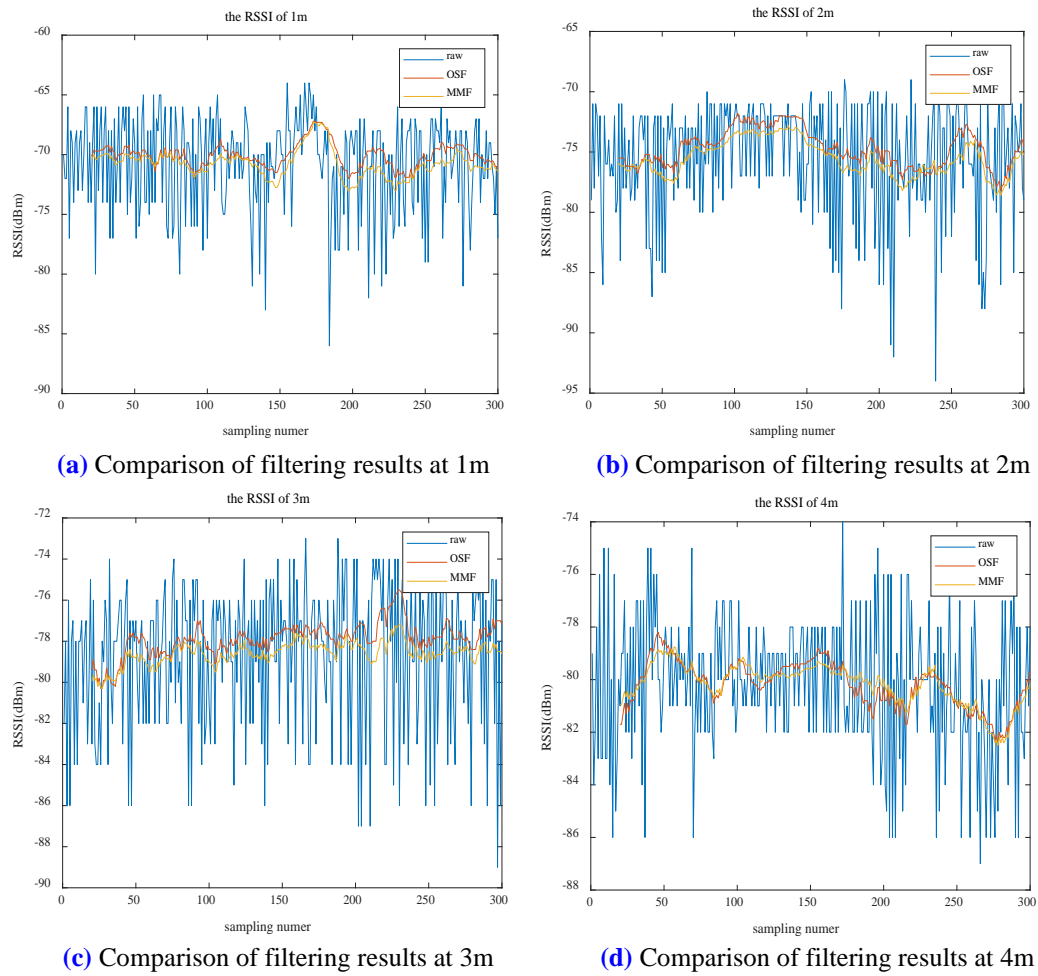 the RSSI of 1m
-60
-65
-70
-75
-80
-85
-90
RSSI(dBm)
raw
OSF
MMF
0 50 100 150 200 250 300
sampling numer
(a) Comparison of filtering results at 1m
the RSSI of 2m
-65
-70
-75
-80
-85
-90
-95
RSSI(dBm)
raw
OSF
MMF
0 50 100 150 200 250 300
sampling numer
(b) Comparison of filtering results at 2m
the RSSI of 3m
-72
-74
-76
-78
-80
-82
-84
-86
-88
-90
RSSI(dBm)
raw
OSF
MMF
0 50 100 150 200 250 300
sampling numer
(c) Comparison of filtering results at 3m
the RSSI of 4m
-74
-76
-78
-80
-82
-84
-86
-88
RSSI(dBm)
raw
OSF
MMF
0 50 100 150 200 250 300
sampling numer
(d) Comparison of filtering results at 4m